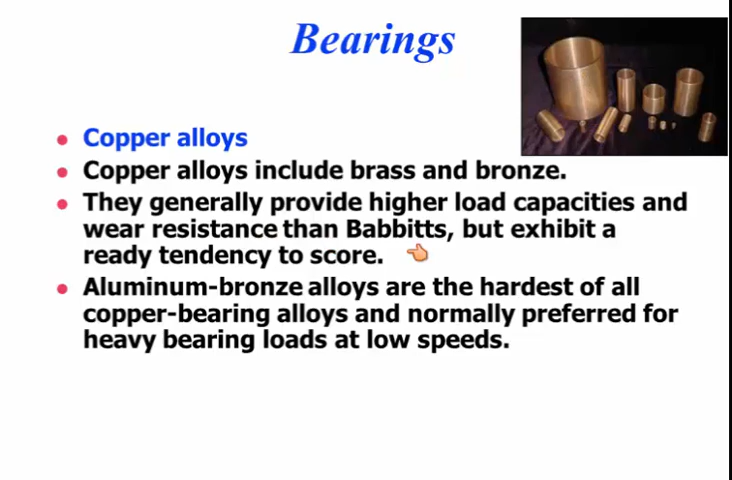 Bearings
Copper alloys
Copper alloys include brass and bronze.
They generally provide higher load capacities and
wear resistance than Babbitts, but exhibit a
ready tendency to score.
Aluminum-bronze alloys are the hardest of all
copper-bearing alloys and normally preferred for
heavy bearing loads at low speeds.